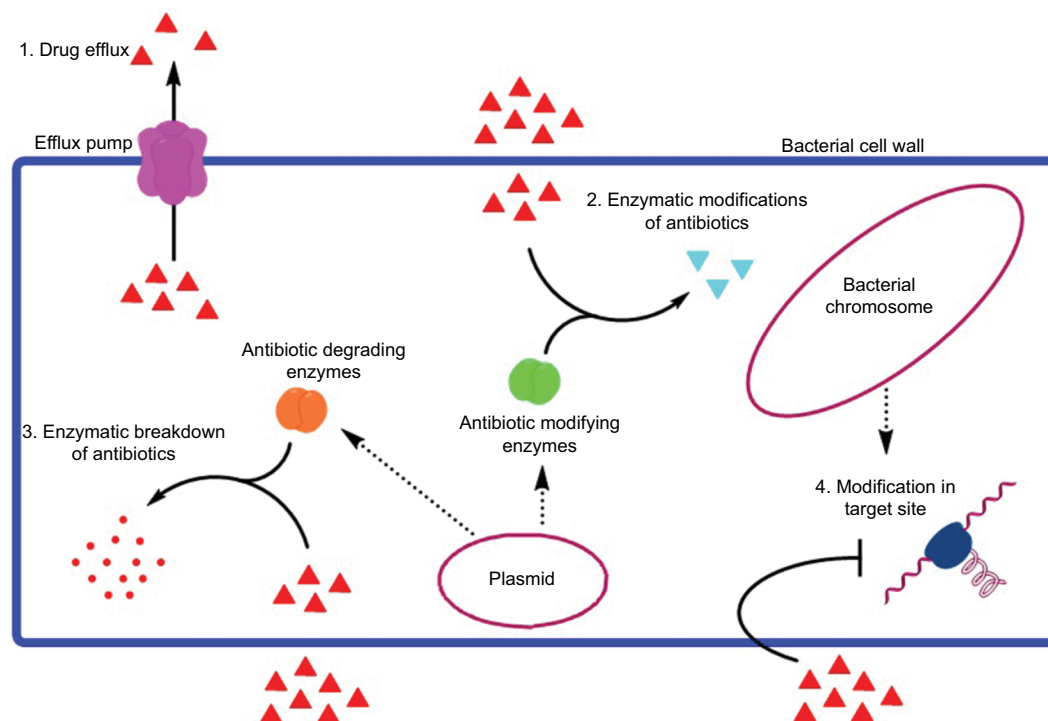 1. Drug efflux
Efflux pump
Bacterial cell wall
2. Enzymatic modifications
of antibiotics
Bacterial
chromosome
Antibiotic degrading
enzymes
Antibiotic modifying
enzymes
3. Enzymatic breakdown
of antibiotics
4. Modification in
target site
Plasmid